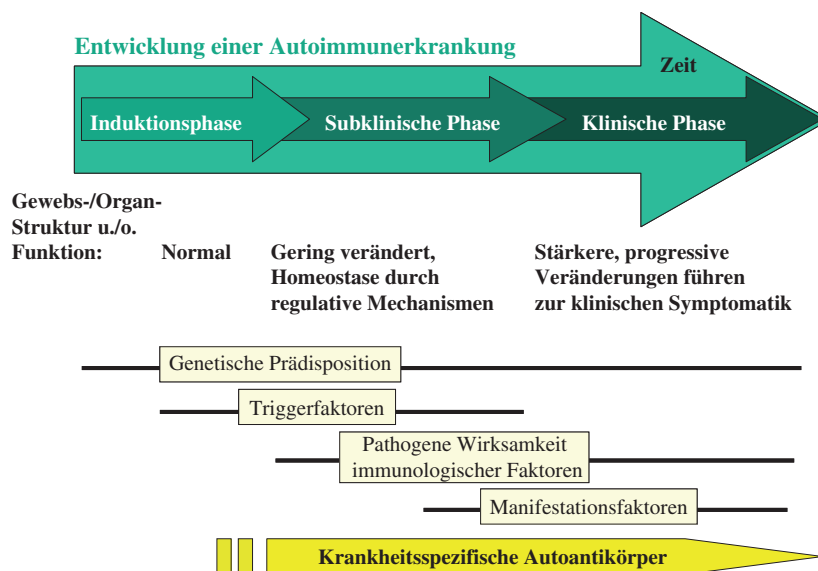 Entwicklung einer Autoimmunerkrankung
Zeit
Induktionsphase
Subklinische Phase
Klinische Phase
Gewebs-/Organ-
Struktur u./o.
Funktion:
Normal
Gering verändert,
Homeostase durch
regulative Mechanismen
Stärkere, progressive
Veränderungen führen
zur klinischen Symptomatik
Genetische Prädisposition
Triggerfaktoren
Pathogene Wirksamkeit
immunologischer Faktoren
Manifestationsfaktoren
Krankheitsspezifische Autoantikörper